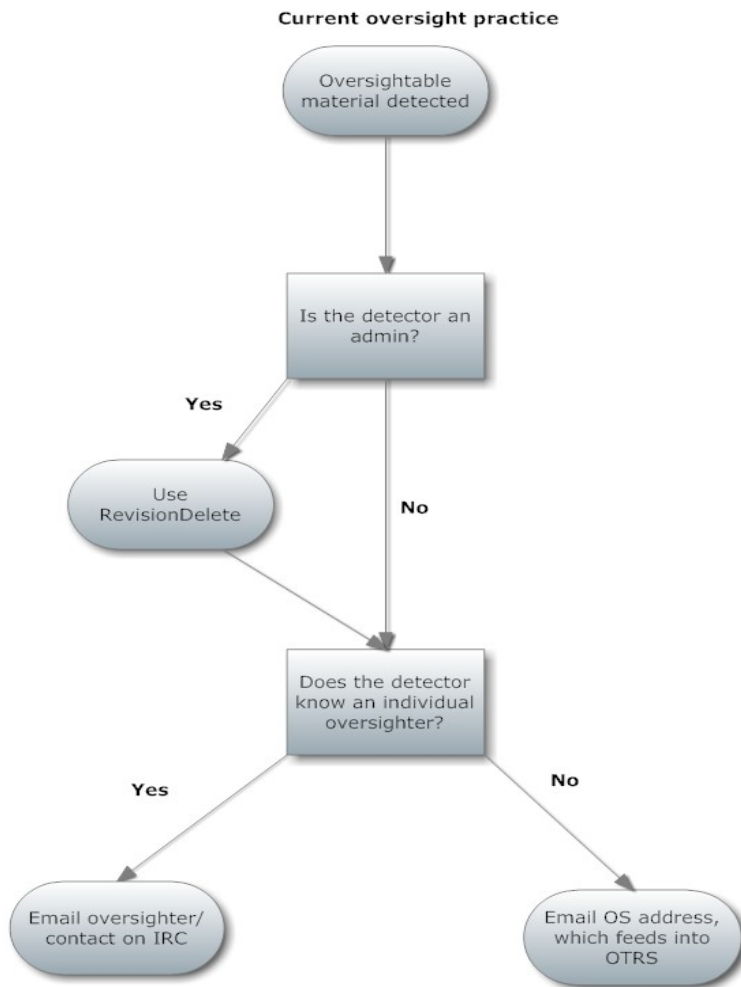 Current oversight practice
Oversightable
material detected
Is the detector an
admin?
Yes
Use
RevisionDelete
No
Does the detector
know an individual
oversighter?
Yes
No
Email oversighter/
contact on IRC
Email OS address,
which feeds into
OTRS